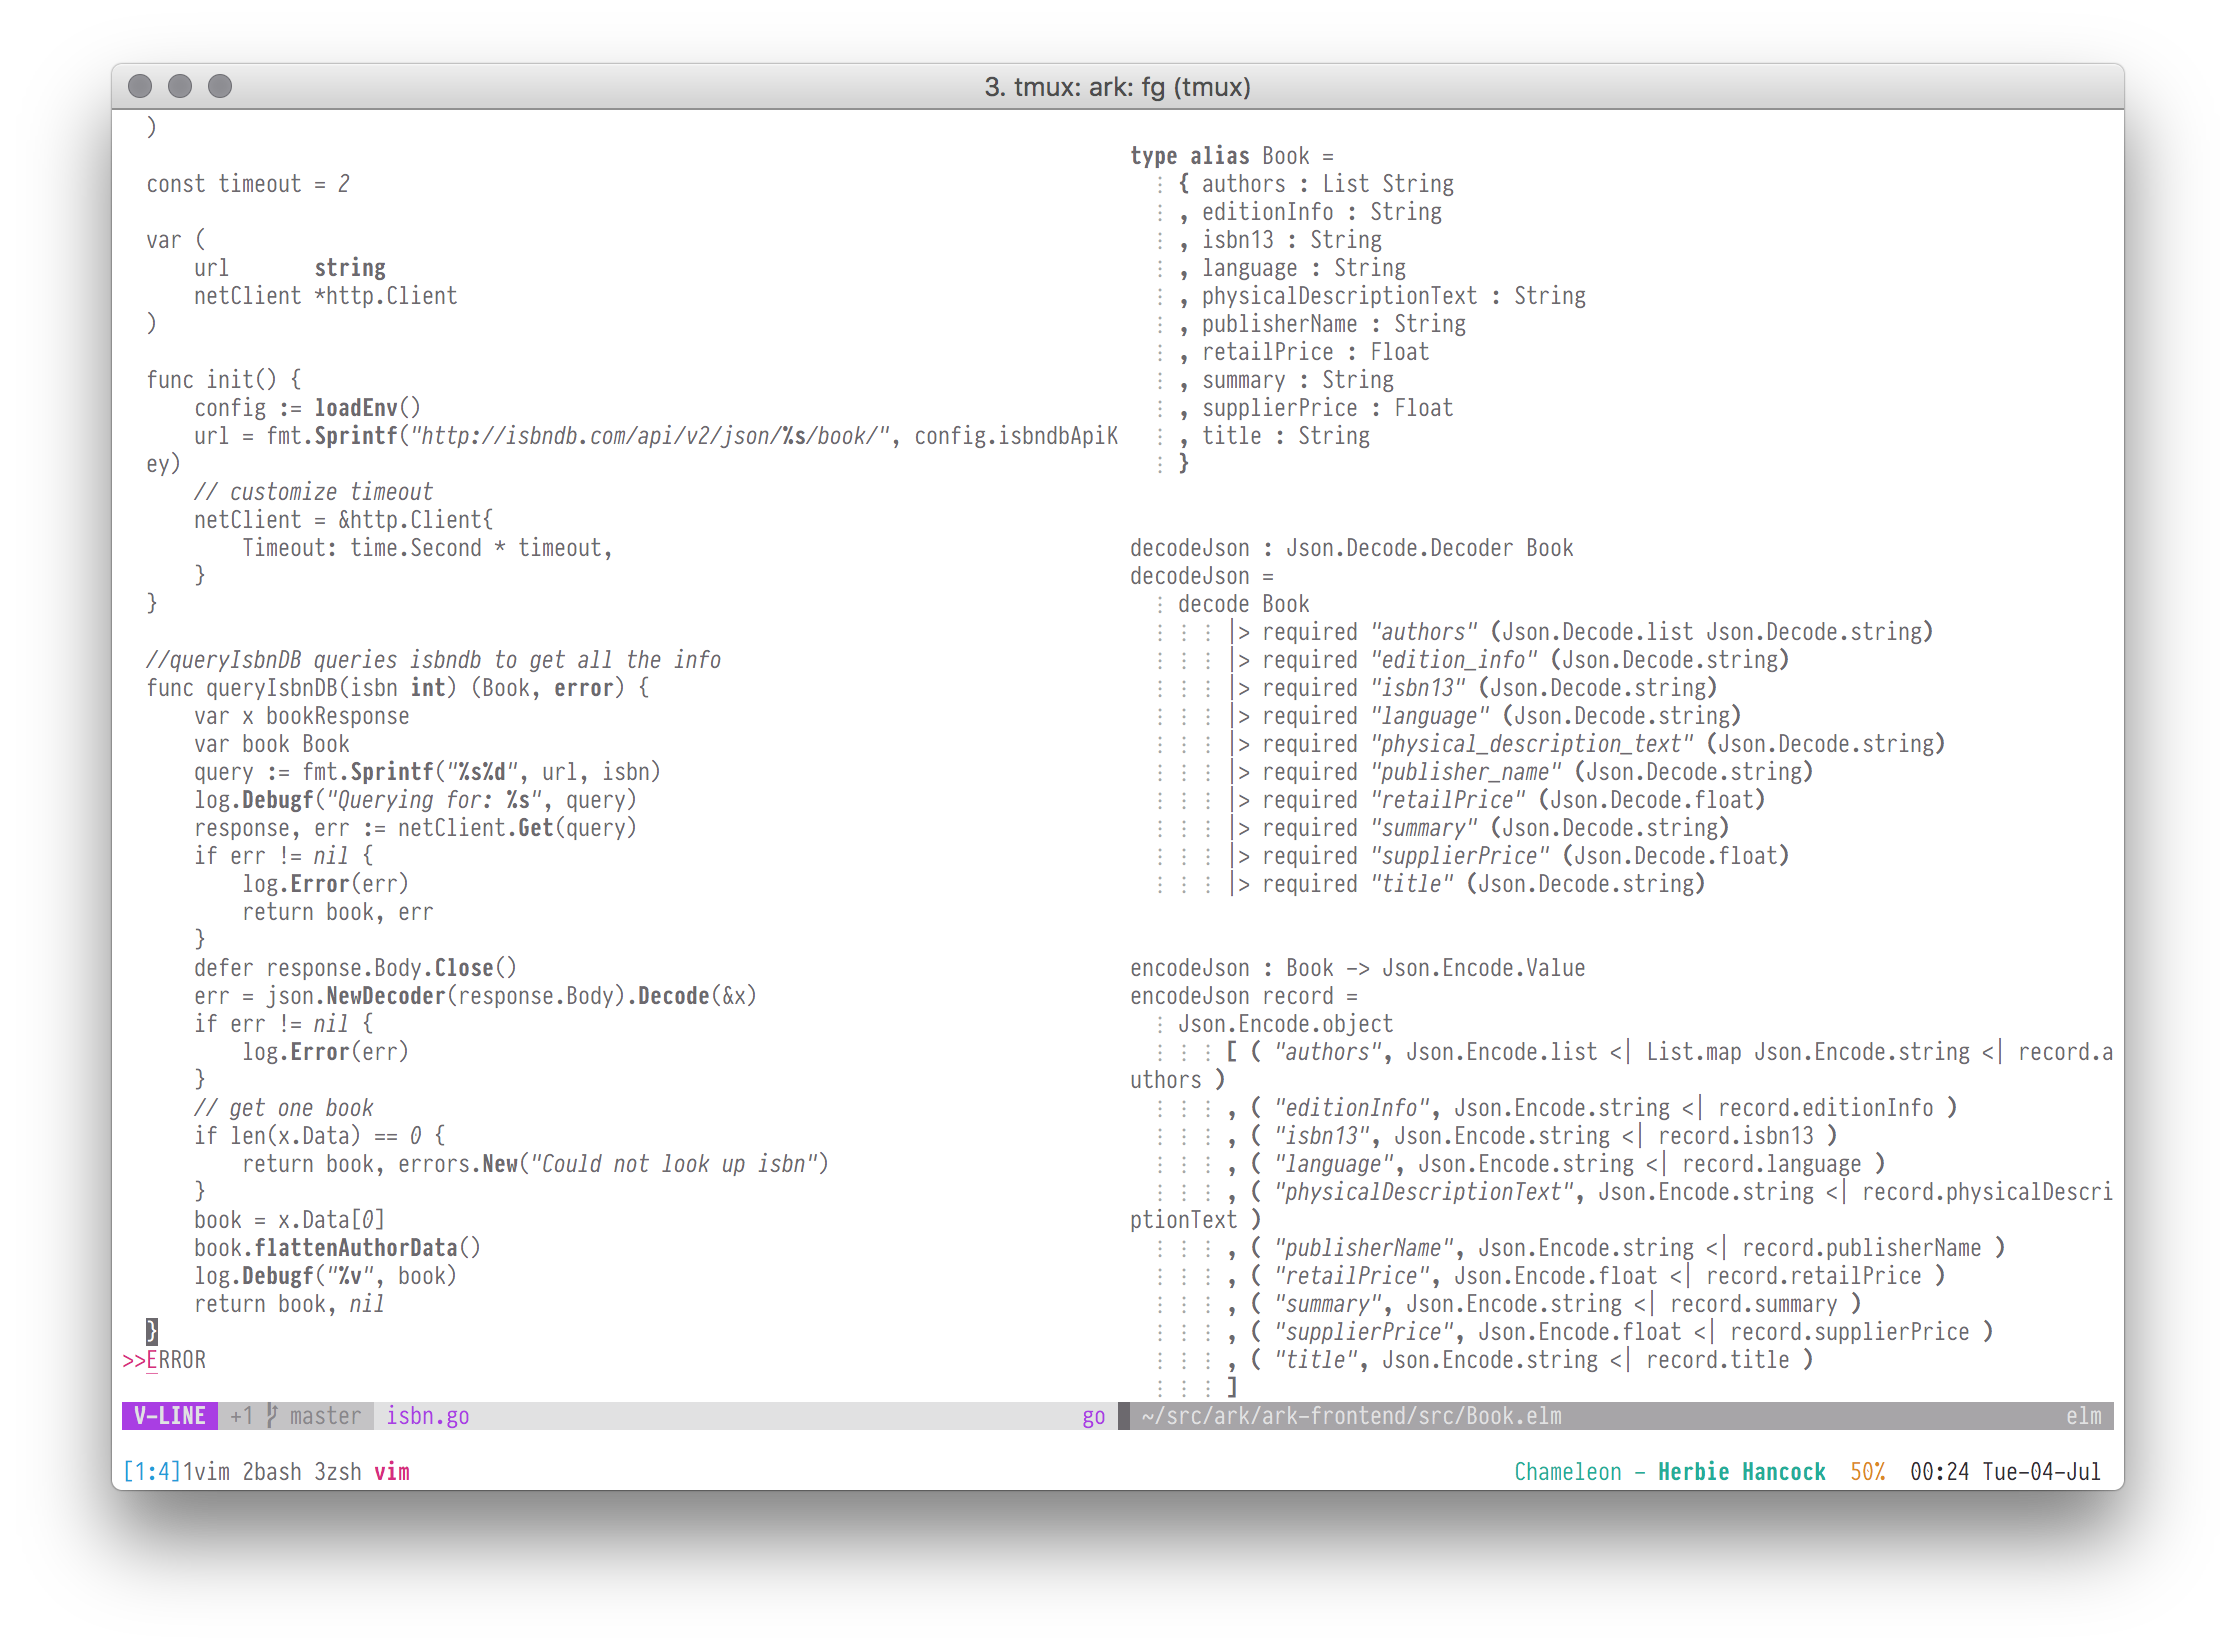 3. tmux: ark: fg (tmux)
)
const timeout = 2
var (
    url       string
    netClient *http.Client
)
func init() {
    config := loadEnv()
    url = fmt.Sprintf("http://isbndb.com/api/v2/json/%s/book/", config.isbndbApiK
ey)
    // customize timeout
    netClient = &http.Client{
        Timeout: time.Second * timeout,
    }
}
//queryIsbnDB queries isbndb to get all the info
func queryIsbnDB(isbn int) (Book, error) {
    var x bookResponse
    var book Book
    query := fmt.Sprintf("%s%d", url, isbn)
    log.Debugf("Querying for: %s", query)
    response, err := netClient.Get(query)
    if err != nil {
        log.Error(err)
        return book, err
    }
    defer response.Body.Close()
    err = json.NewDecoder(response.Body).Decode(&x)
    if err != nil {
        log.Error(err)
    }
    // get one book
    if len(x.Data) == 0 {
        return book, errors.New("Could not look up isbn")
    }
    book = x.Data[0]
    book.flattenAuthorData()
    log.Debugf("%v", book)
    return book, nil
}
>>ERROR
V-LINE +1 master isbn.go go
type alias Book =
    { authors : List String
    , editionInfo : String
    , isbn13 : String
    , language : String
    , physicalDescriptionText : String
    , publisherName : String
    , retailPrice : Float
    , summary : String
    , supplierPrice : Float
    , title : String
    }
decodeJson : Json.Decode.Decoder Book
decodeJson =
    decode Book
        |> required "authors" (Json.Decode.list Json.Decode.string)
        |> required "edition_info" (Json.Decode.string)
        |> required "isbn13" (Json.Decode.string)
        |> required "language" (Json.Decode.string)
        |> required "physical_description_text" (Json.Decode.string)
        |> required "publisher_name" (Json.Decode.string)
        |> required "retailPrice" (Json.Decode.float)
        |> required "summary" (Json.Decode.string)
        |> required "supplierPrice" (Json.Decode.float)
        |> required "title" (Json.Decode.string)
encodeJson : Book -> Json.Encode.Value
encodeJson record =
    Json.Encode.object
        [ ( "authors", Json.Encode.list <| List.map Json.Encode.string <| record.a
uthors )
        , ( "editionInfo", Json.Encode.string <| record.editionInfo )
        , ( "isbn13", Json.Encode.string <| record.isbn13 )
        , ( "language", Json.Encode.string <| record.language )
        , ( "physicalDescriptionText", Json.Encode.string <| record.physicalDescri
ptionText )
        , ( "publisherName", Json.Encode.string <| record.publisherName )
        , ( "retailPrice", Json.Encode.float <| record.retailPrice )
        , ( "summary", Json.Encode.string <| record.summary )
        , ( "supplierPrice", Json.Encode.float <| record.supplierPrice )
        , ( "title", Json.Encode.string <| record.title )
        ]
~/src/ark/ark-frontend/src/Book.elm elm
[1:4]1vim 2bash 3zsh vim
Chameleon - Herbie Hancock 50% 00:24 Tue-04-Jul